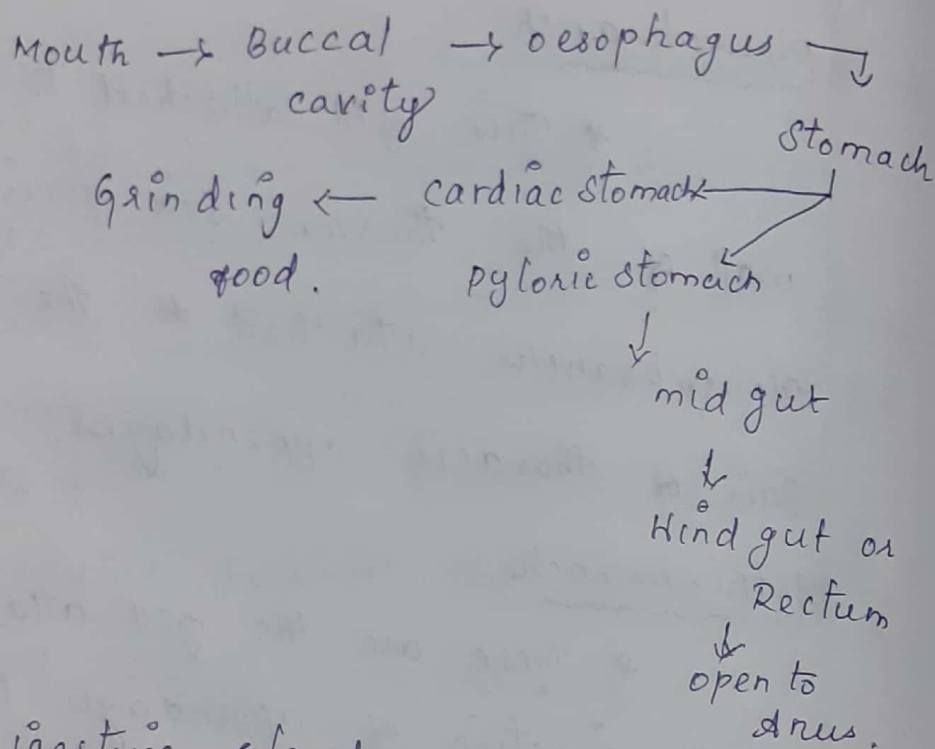 Mouth → Buccal → Oesophagus →
cavity
Stomach
Grinding ← cardiac stomach ←
food.
pyloric stomach
↓
mid gut
↓
Hind gut or
Rectum
↓
open to
Anus.